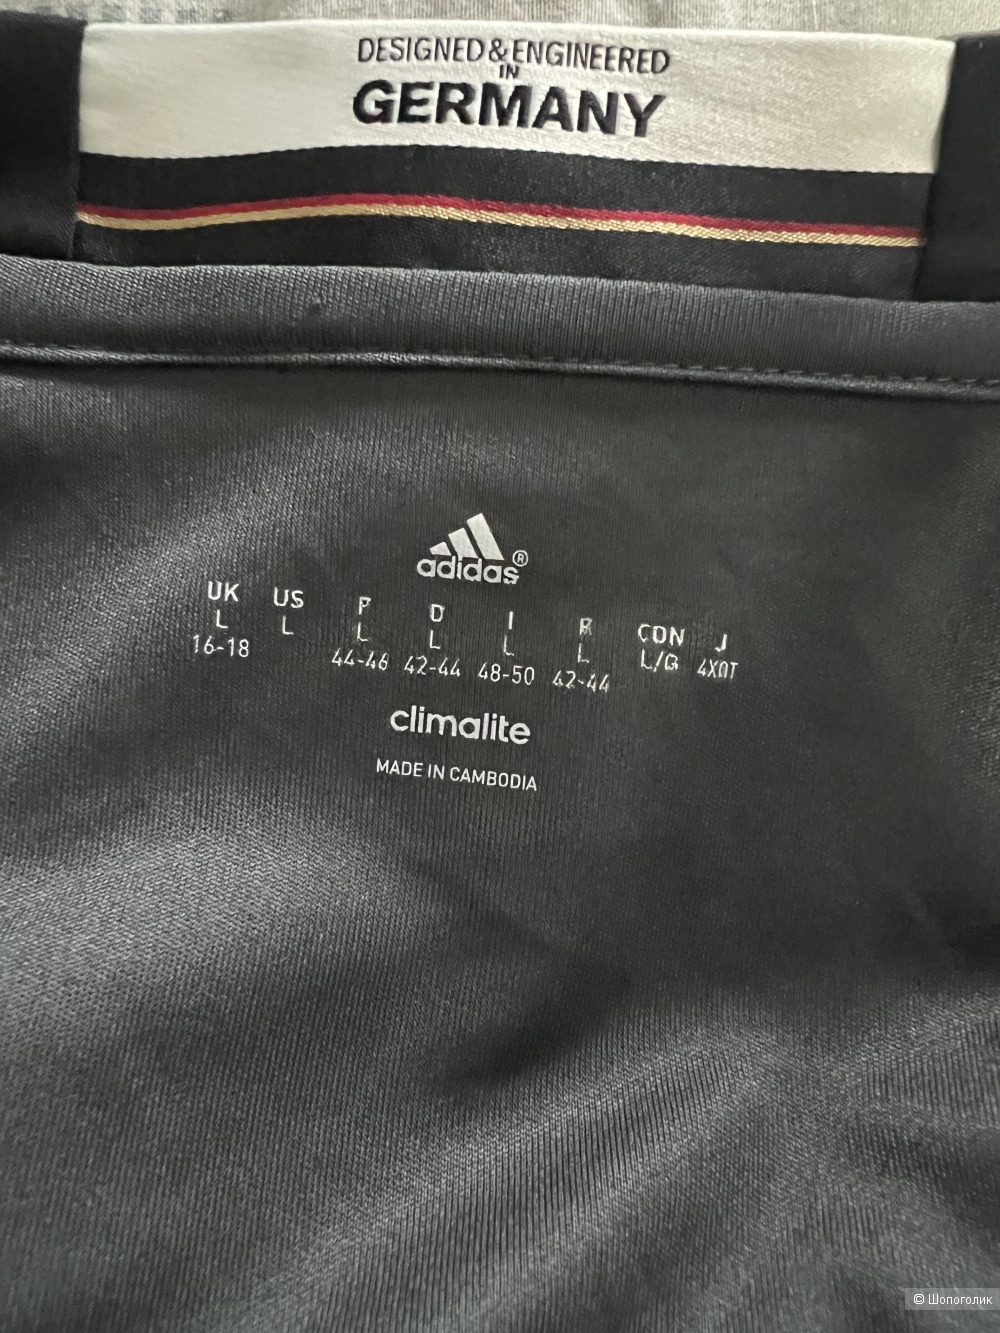 DESIGNED & ENGINEERED
IN
GERMANY
adidas®
UK US F D I R CDN J
L L L L L L L/G 4XOT
16-18 44-46 42-44 48-50 42-44
climalite
MADE IN CAMBODIA
© Шопоголик